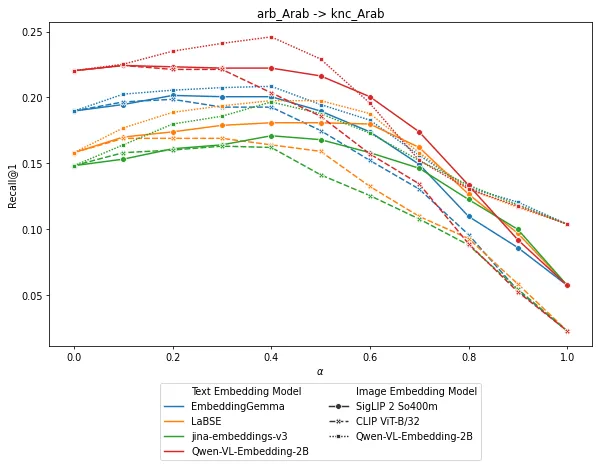 arb_Arab -> knc_Arab
0.25
0.20
0.15
0.10
0.05
Recall@1
0.0 0.2 0.4 0.6 0.8 1.0
α
Text Embedding Model Image Embedding Model
EmbeddingGemma SigLIP 2 So400m
LaBSE CLIP ViT-B/32
jina-embeddings-v3 Qwen-VL-Embedding-2B
Qwen-VL-Embedding-2B